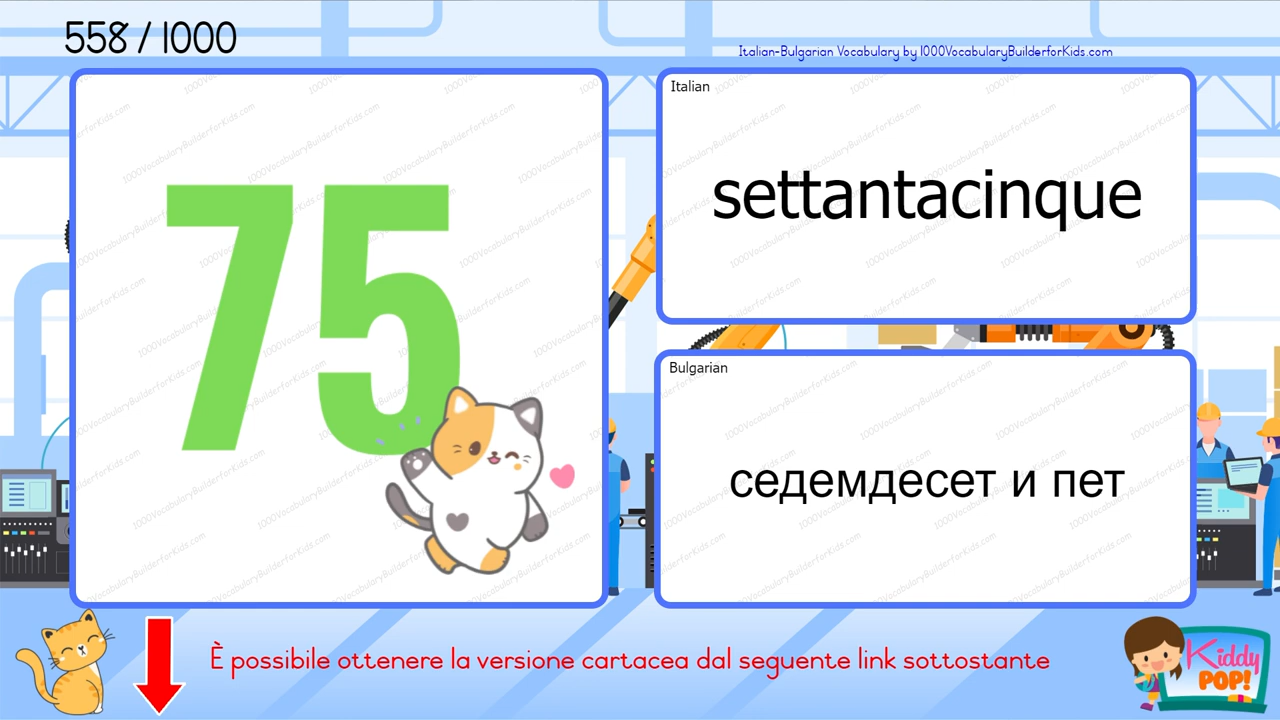 558 / 1000
Italian-Bulgarian Vocabulary by 1000VocabularyBuilderforKids.com
75
Italian
settantacinque
Bulgarian
седемдесет и пет
È possibile ottenere la versione cartacea dal seguente link sottostante
Kiddy
POP!